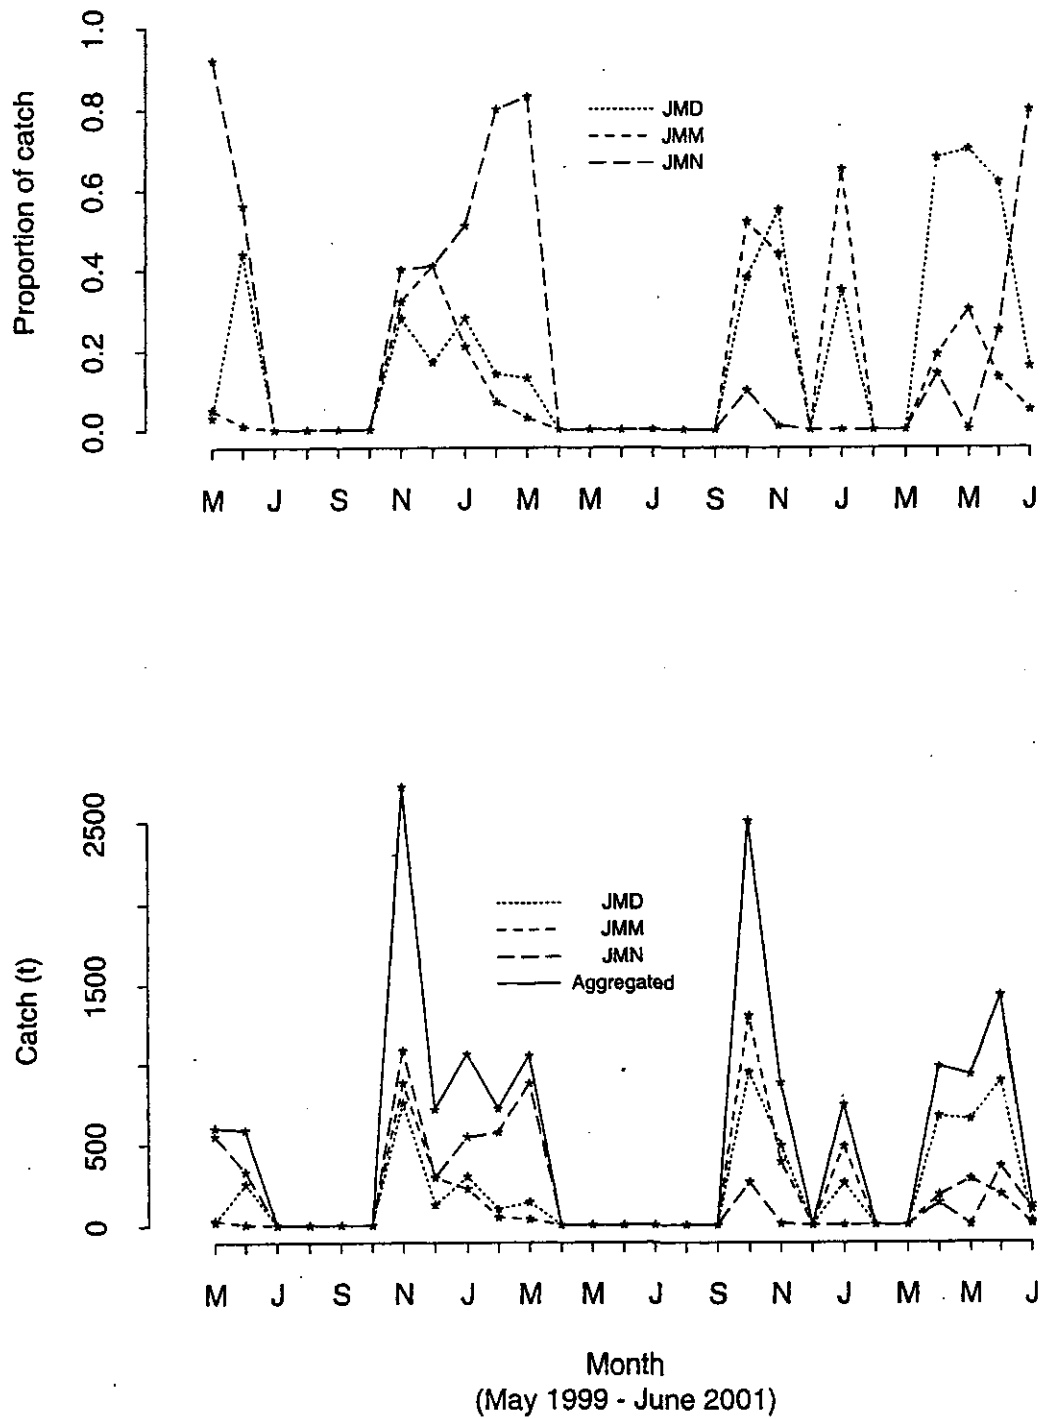 Proportion of catch
1.0
0.8
0.6
0.4
0.2
0.0
JMD
JMM
JMN
M J S N J M M J S N J M M J
Catch (t)
2500
1500
500
0
JMD
JMM
JMN
Aggregated
M J S N J M M J S N J M M J
Month
(May 1999 - June 2001)